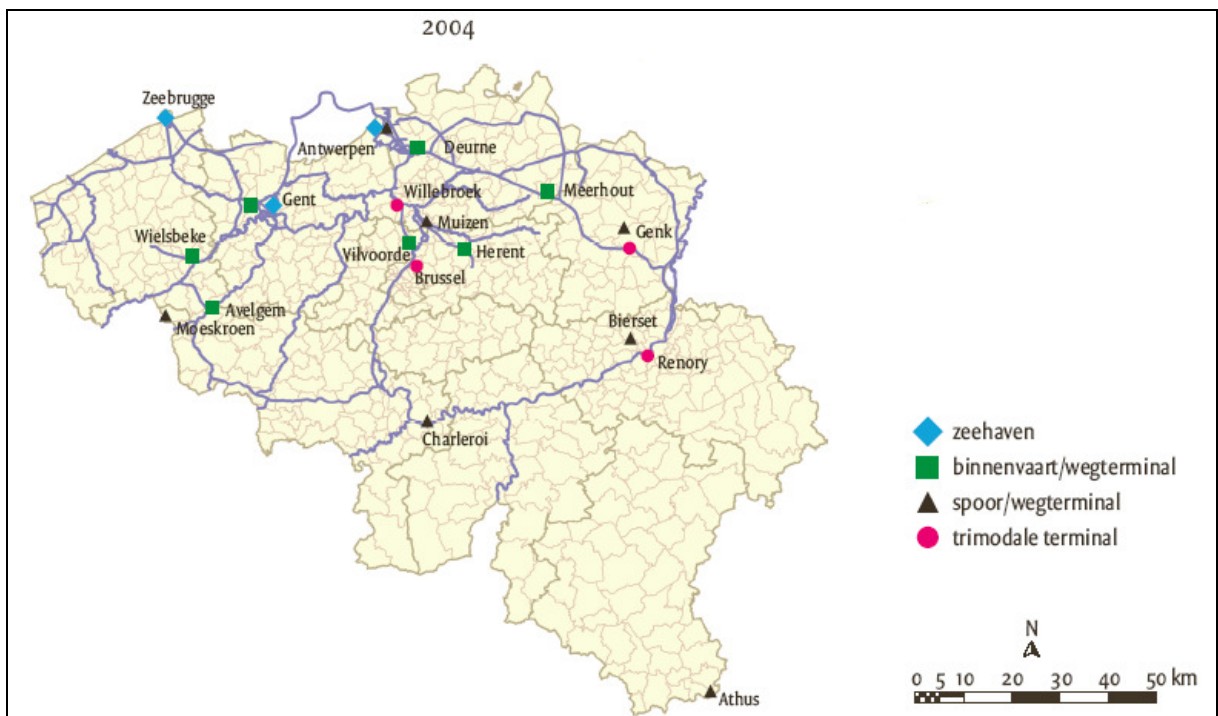 2004
Zeebrugge
Antwerpen
Deurne
Meerhout
Gent
Willebroek
Muizen
Genk
Wielsbeke
Vilvoorde
Herent
Brussel
Avelgem
Moeskroen
Bierset
Renory
Charleroi
Athus
zeehaven
binnenvaart/wegterminal
spoor/wegterminal
trimodale terminal
N
0 5 10 20 30 40 50 km